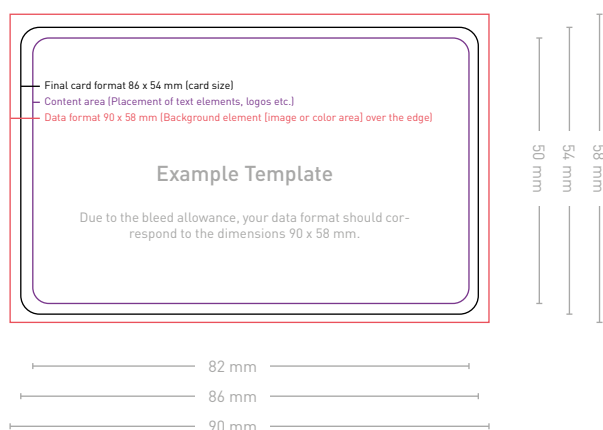 Final card format 86 x 54 mm (card size)
Content area (Placement of text elements, logos etc.)
Data format 90 x 58 mm (Background element [image or color area] over the edge)
Example Template
Due to the bleed allowance, your data format should cor-
respond to the dimensions 90 x 58 mm.
50 mm
54 mm
58 mm
82 mm
86 mm
90 mm